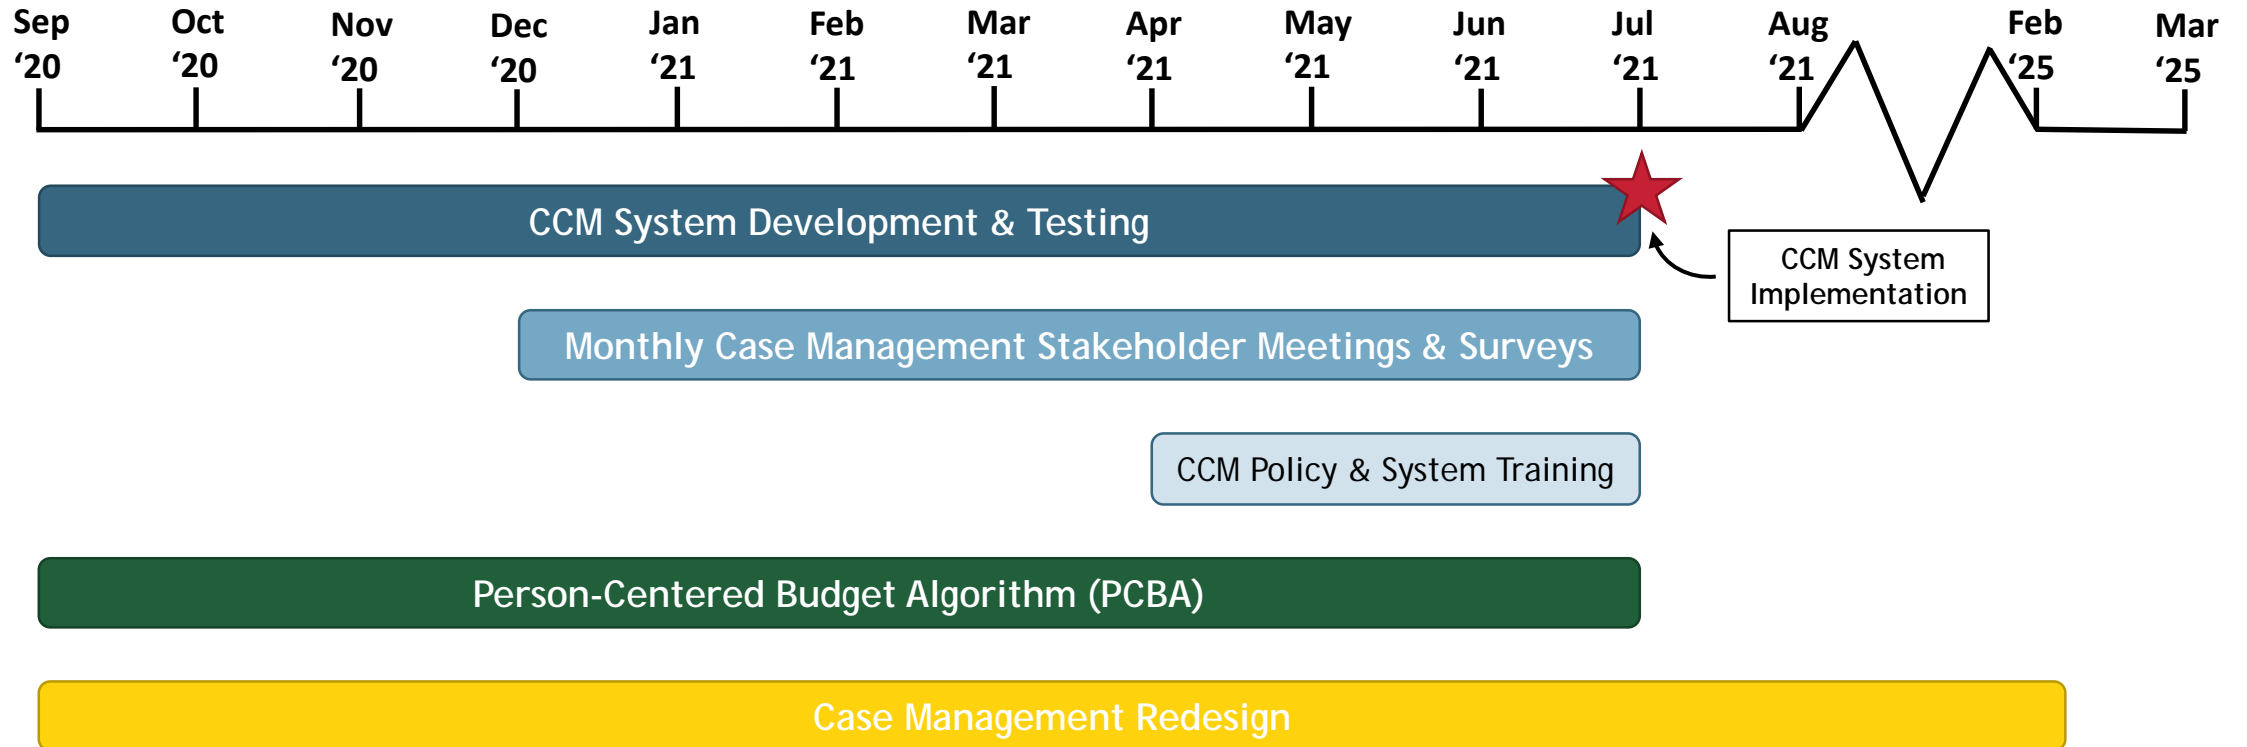 Sep Oct Nov Dec Jan Feb Mar Apr May Jun Jul Aug Feb Mar
‘20 ‘20 ‘20 ‘20 ‘21 ‘21 ‘21 ‘21 ‘21 ‘21 ‘21 ‘21 ‘25 ‘25
CCM System Development & Testing
CCM System
Implementation
Monthly Case Management Stakeholder Meetings & Surveys
CCM Policy & System Training
Person-Centered Budget Algorithm (PCBA)
Case Management Redesign